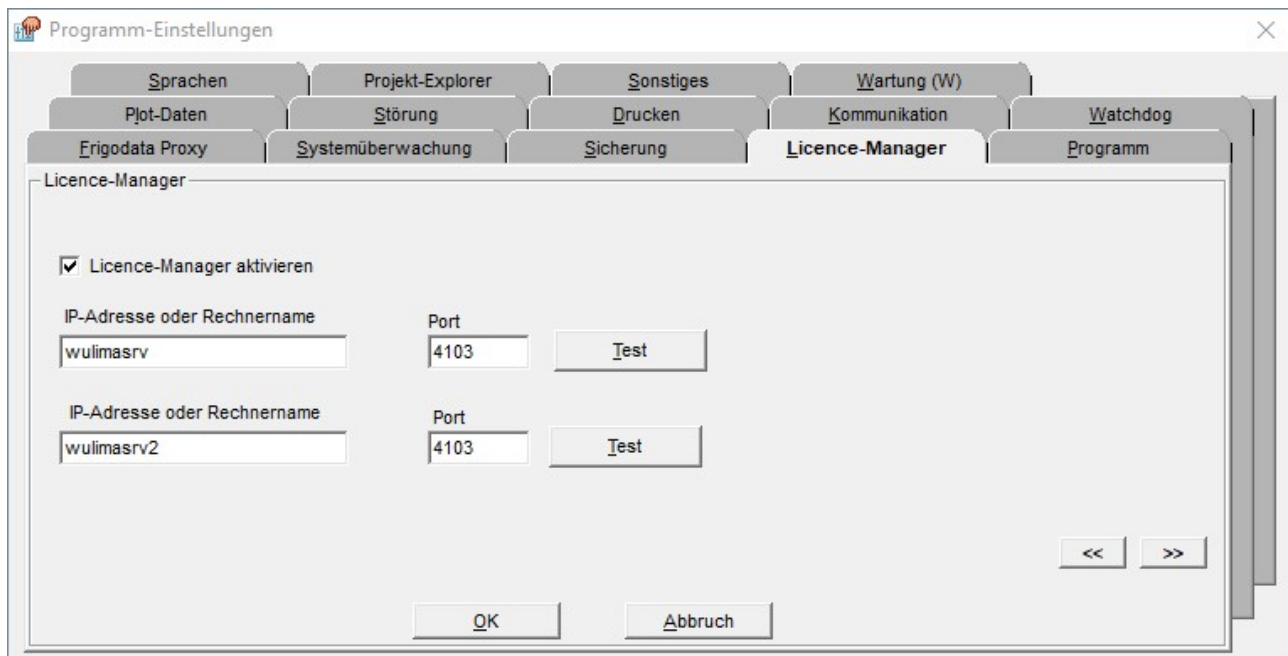 Programm-Einstellungen
Sprachen Projekt-Explorer Sonstiges Wartung (W)
Plot-Daten Störung Drucken Kommunikation Watchdog
Frigodata Proxy Systemüberwachung Sicherung Licence-Manager Programm
Licence-Manager
Licence-Manager aktivieren
IP-Adresse oder Rechnername Port
wulimasrv 4103 Test
IP-Adresse oder Rechnername Port
wulimasrv2 4103 Test
<< >>
OK Abbruch